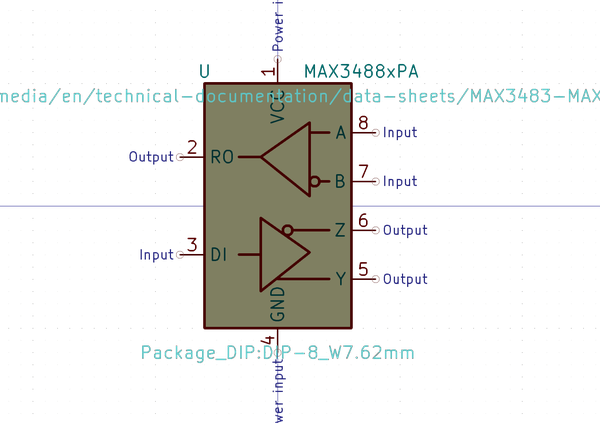 Power i
1
U
MAX3488xPA
media/en/technical-documentation/data-sheets/MAX3483-MAX
VCC
A
8
Input
Output
2
RO
B
7
Input
Z
6
Output
Input
3
DI
Y
5
Output
GND
4
Package_DIP:DIP-8_W7.62mm
wer input